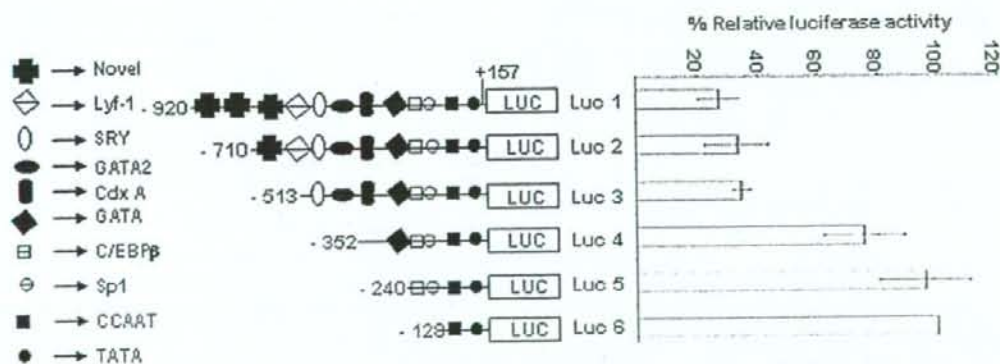 % Relative luciferase activity
20 40 60 80 100 120
Novel
Lyf-1
SRY
GATA2
Cdx A
GATA
C/EBPβ
Sp1
CCAAT
TATA
+157
- 920 LUC Luc 1
- 710 LUC Luc 2
- 513 LUC Luc 3
- 352 LUC Luc 4
- 240 LUC Luc 5
- 128 LUC Luc 6